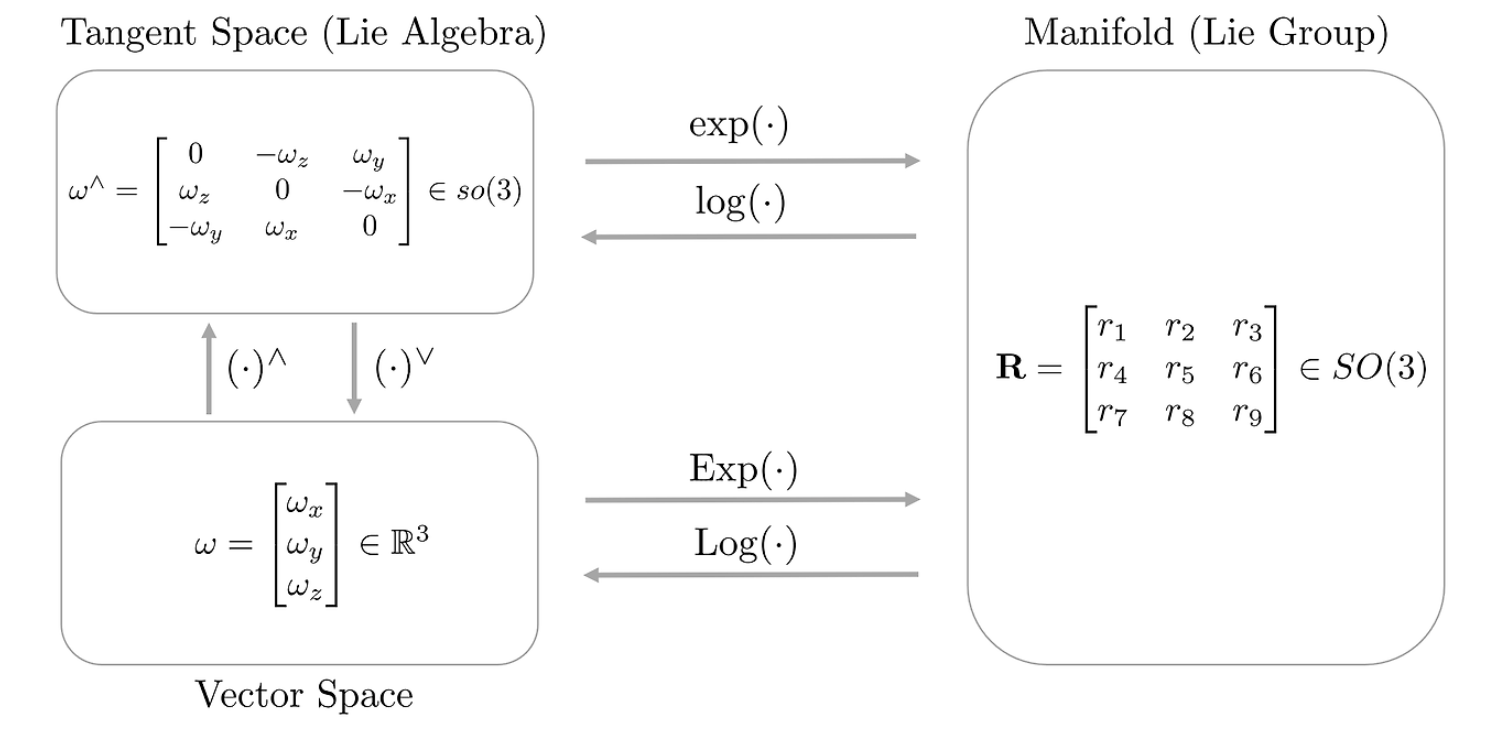 Tangent Space (Lie Algebra)
Manifold (Lie Group)
ω^∧ = [0 −ω_z ω_y
ω_z 0 −ω_x
−ω_y ω_x 0] ∈ so(3)
exp(·)
log(·)
(·)^∧
(·)^∨
R = [r_1 r_2 r_3
r_4 r_5 r_6
r_7 r_8 r_9] ∈ SO(3)
ω = [ω_x
ω_y
ω_z] ∈ ℝ^3
Exp(·)
Log(·)
Vector Space